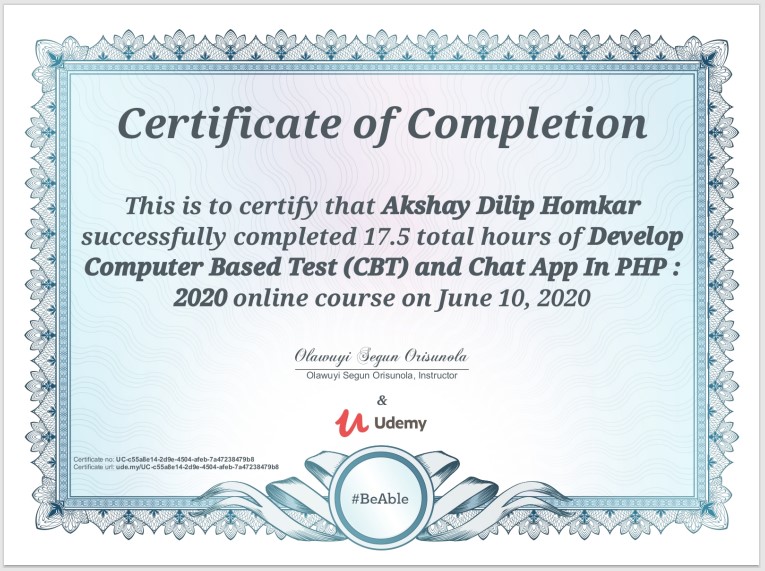 Certificate of Completion
This is to certify that Akshay Dilip Homkar
successfully completed 17.5 total hours of Develop
Computer Based Test (CBT) and Chat App In PHP :
2020 online course on June 10, 2020
Olawuyi Segun Orisunola
Olawuyi Segun Orisunola, Instructor
&
Udemy
Certificate no: UC-c55a8e14-2d9e-4504-afeb-7a47238479b8
Certificate url: ude.my/UC-c55a8e14-2d9e-4504-afeb-7a47238479b8
#BeAble